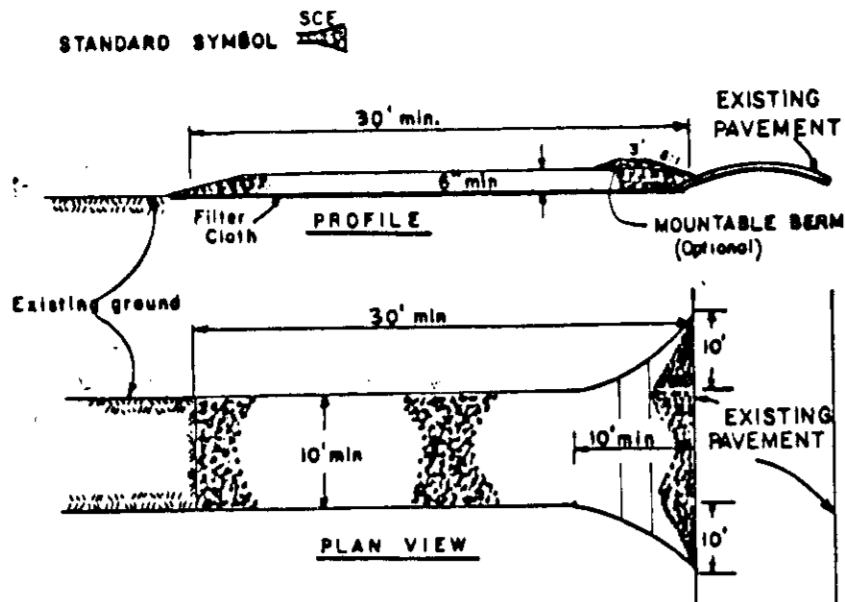 SCE
STANDARD SYMBOL
30' min.
EXISTING
PAVEMENT
3'
6" min
Filter
Cloth
PROFILE
MOUNTABLE BERM
(Optional)
Existing ground
30' min
10'
10' min
10' min
EXISTING
PAVEMENT
10'
PLAN VIEW